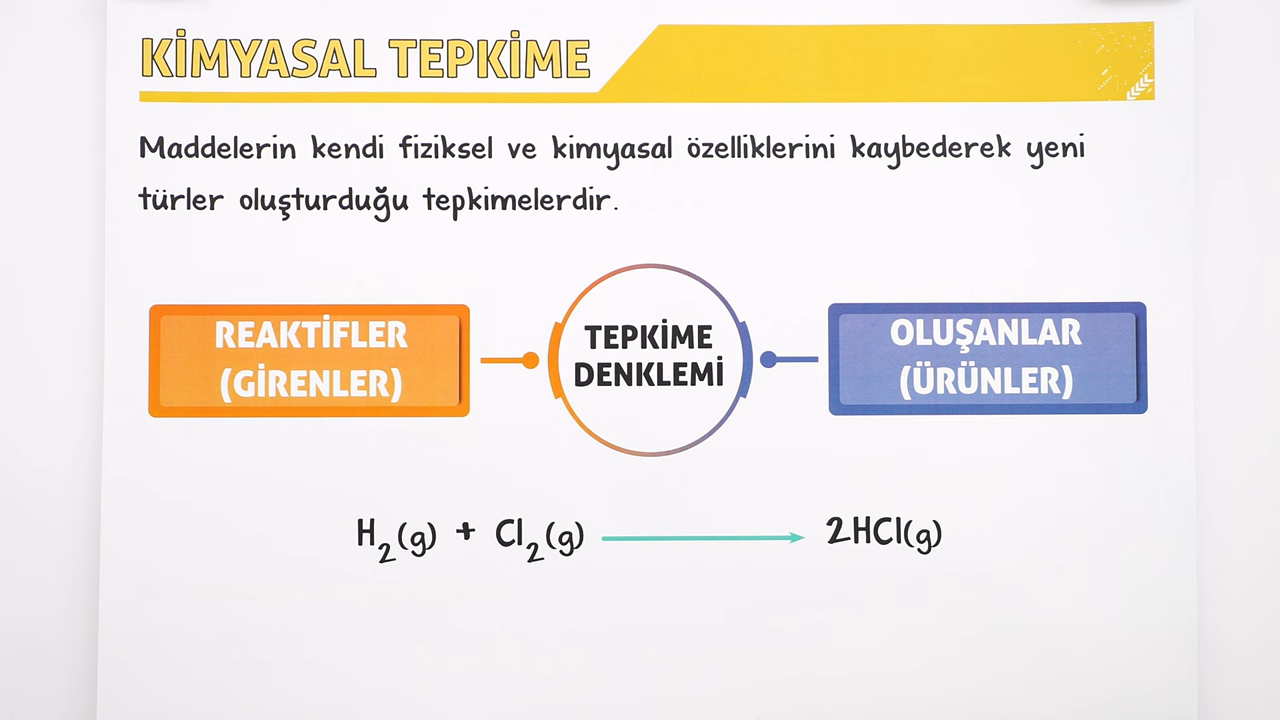 KİMYASAL TEPKİME
Maddelerin kendi fiziksel ve kimyasal özelliklerini kaybederek yeni
türler oluşturduğu tepkimelerdir.
REAKTİFLER
(GİRENLER)
TEPKİME
DENKLEMİ
OLUŞANLAR
(ÜRÜNLER)
H₂(g) + Cl₂(g) ⟶ 2HCl(g)